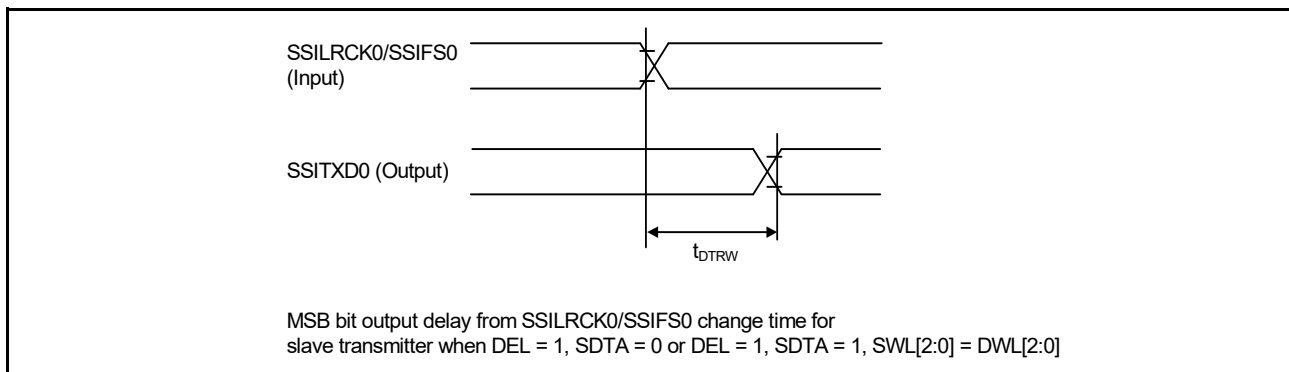 SSILRCK0/SSIFS0
(Input)
SSITXD0 (Output)
tDTRW
MSB bit output delay from SSILRCK0/SSIFS0 change time for
slave transmitter when DEL = 1, SDTA = 0 or DEL = 1, SDTA = 1, SWL[2:0] = DWL[2:0]